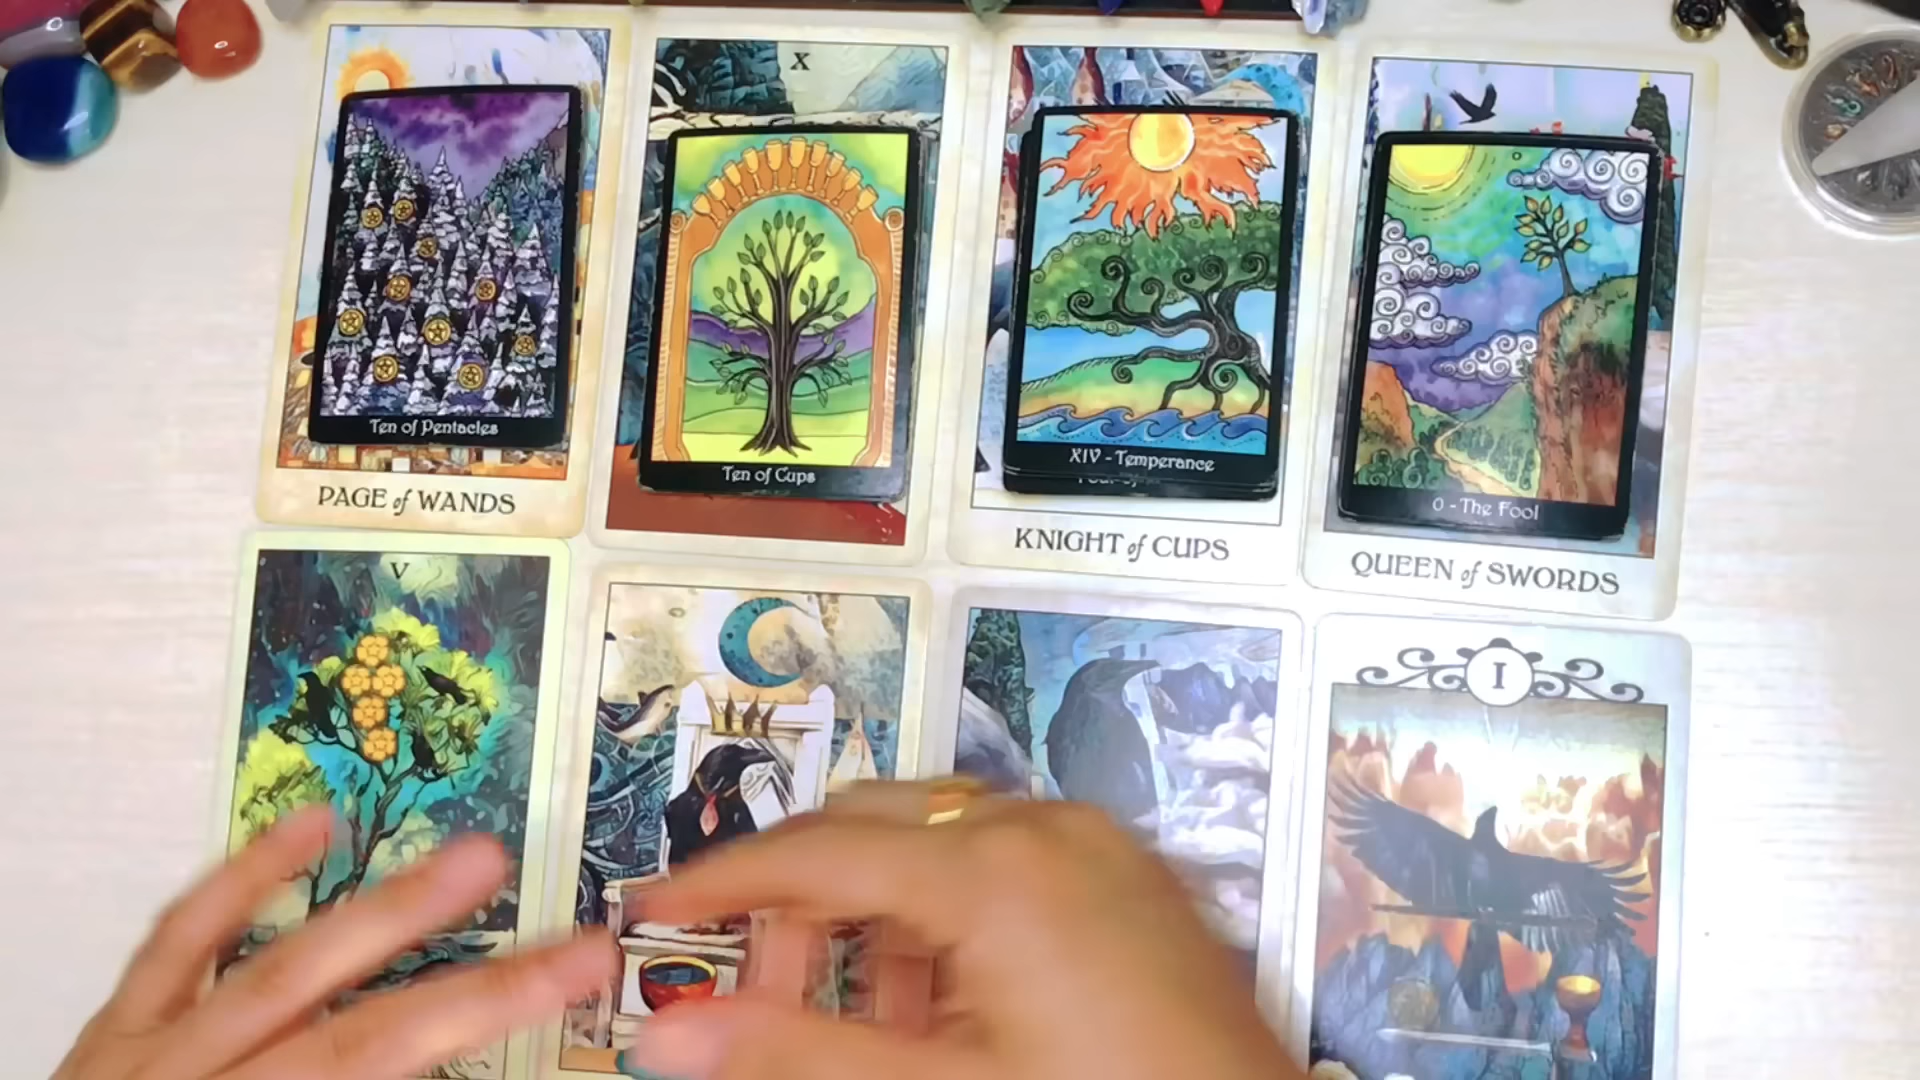 X
Ten of Pentacles
Ten of Cups
XIV - Temperance
0 - The Fool
PAGE of WANDS
KNIGHT of CUPS
QUEEN of SWORDS
V
I